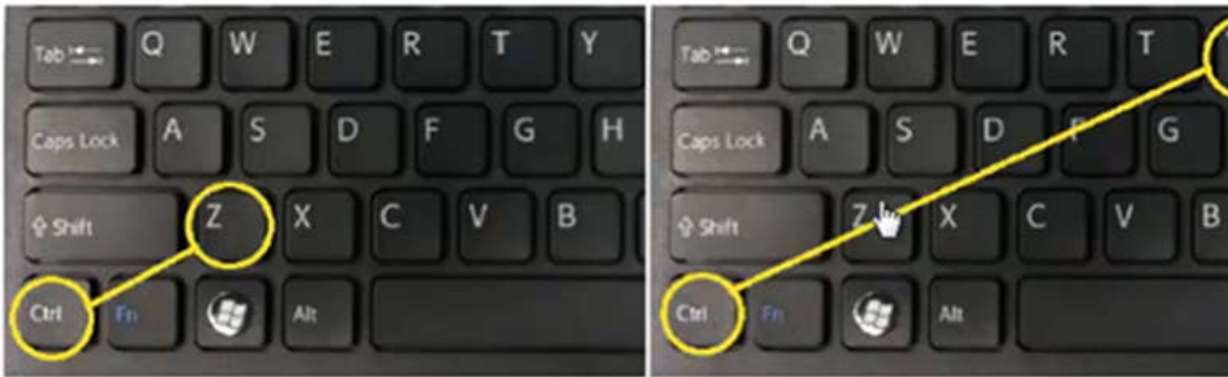 Tab Q W E R T Y
Caps Lock A S D F G H
Shift Z X C V B
Ctrl Fn Alt
Tab Q W E R T
Caps Lock A S D F G
Shift Z X C V B
Ctrl Fn Alt